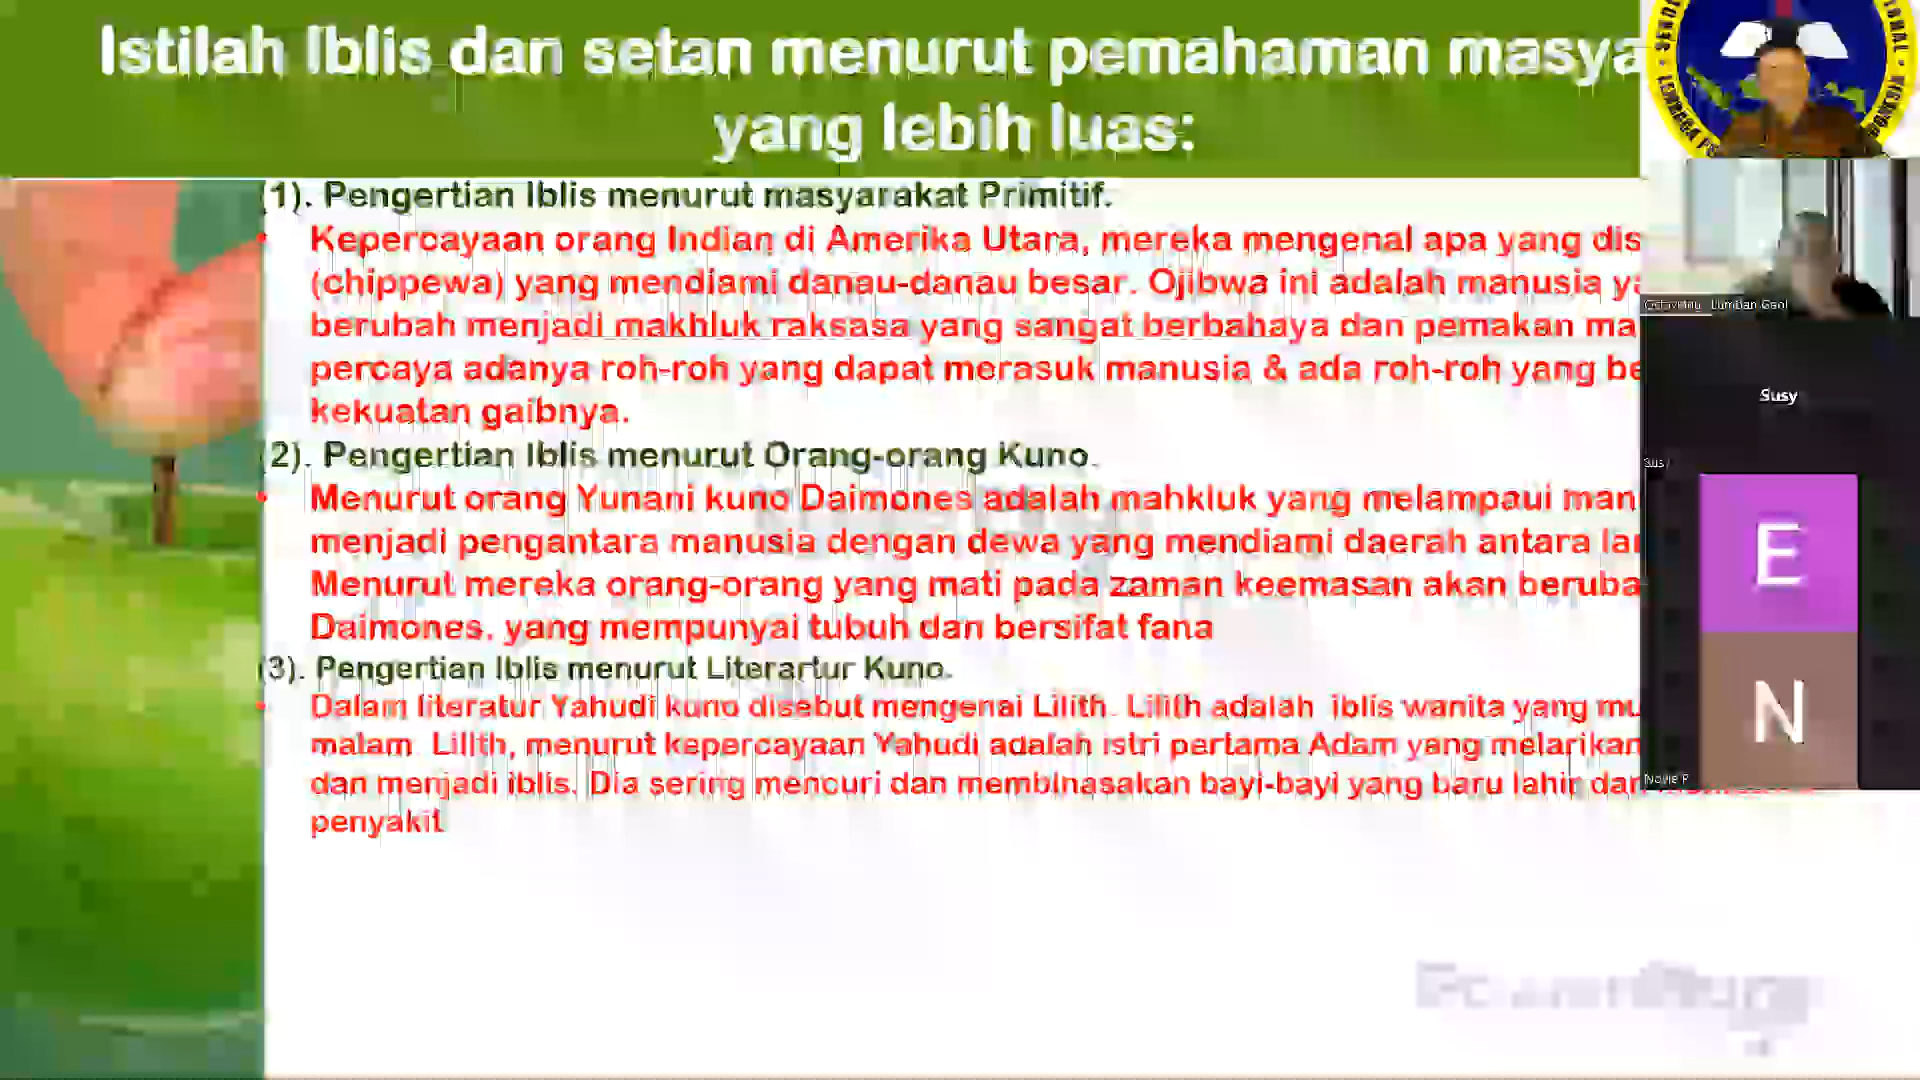 Istilah Iblis dan setan menurut pemahaman masya
yang lebih luas:
(1). Pengertian Iblis menurut masyarakat Primitif.
Kepercayaan orang Indian di Amerika Utara, mereka mengenal apa yang dis
(chippewa) yang mendiami danau-danau besar. Ojibwa ini adalah manusia ya
berubah menjadi makhluk raksasa yang sangat berbahaya dan pemakan ma
percaya adanya roh-roh yang dapat merasuk manusia & ada roh-roh yang be
kekuatan gaibnya.
(2). Pengertian Iblis menurut Orang-orang Kuno.
Menurut orang Yunani kuno Daimones adalah mahkluk yang melampaui man
menjadi pengantara manusia dengan dewa yang mendiami daerah antara lan
Menurut mereka orang-orang yang mati pada zaman keemasan akan beruba
Daimones, yang mempunyai tubuh dan bersifat fana
(3). Pengertian Iblis menurut Literartur Kuno.
Dalam literatur Yahudi kuno disebut mengenai Lilith. Lilith adalah iblis wanita yang mu
malam. Lilith, menurut kepercayaan Yahudi adalah istri pertama Adam yang melarikan
dan menjadi iblis. Dia sering mencuri dan membinasakan bayi-bayi yang baru lahir dan
penyakit
Lumban Gaol
Susy
Susy
E
N
Novie P